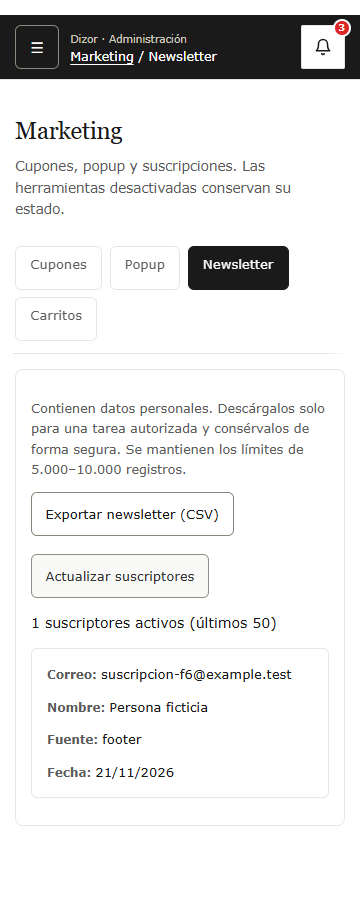 ☰
Dizor · Administración
Marketing / Newsletter
3
Marketing
Cupones, popup y suscripciones. Las
herramientas desactivadas conservan su
estado.
Cupones
Popup
Newsletter
Carritos
Contienen datos personales. Descárgalos solo
para una tarea autorizada y consérvalos de
forma segura. Se mantienen los límites de
5.000–10.000 registros.
Exportar newsletter (CSV)
Actualizar suscriptores
1 suscriptores activos (últimos 50)
Correo: suscripcion-f6@example.test
Nombre: Persona ficticia
Fuente: footer
Fecha: 21/11/2026